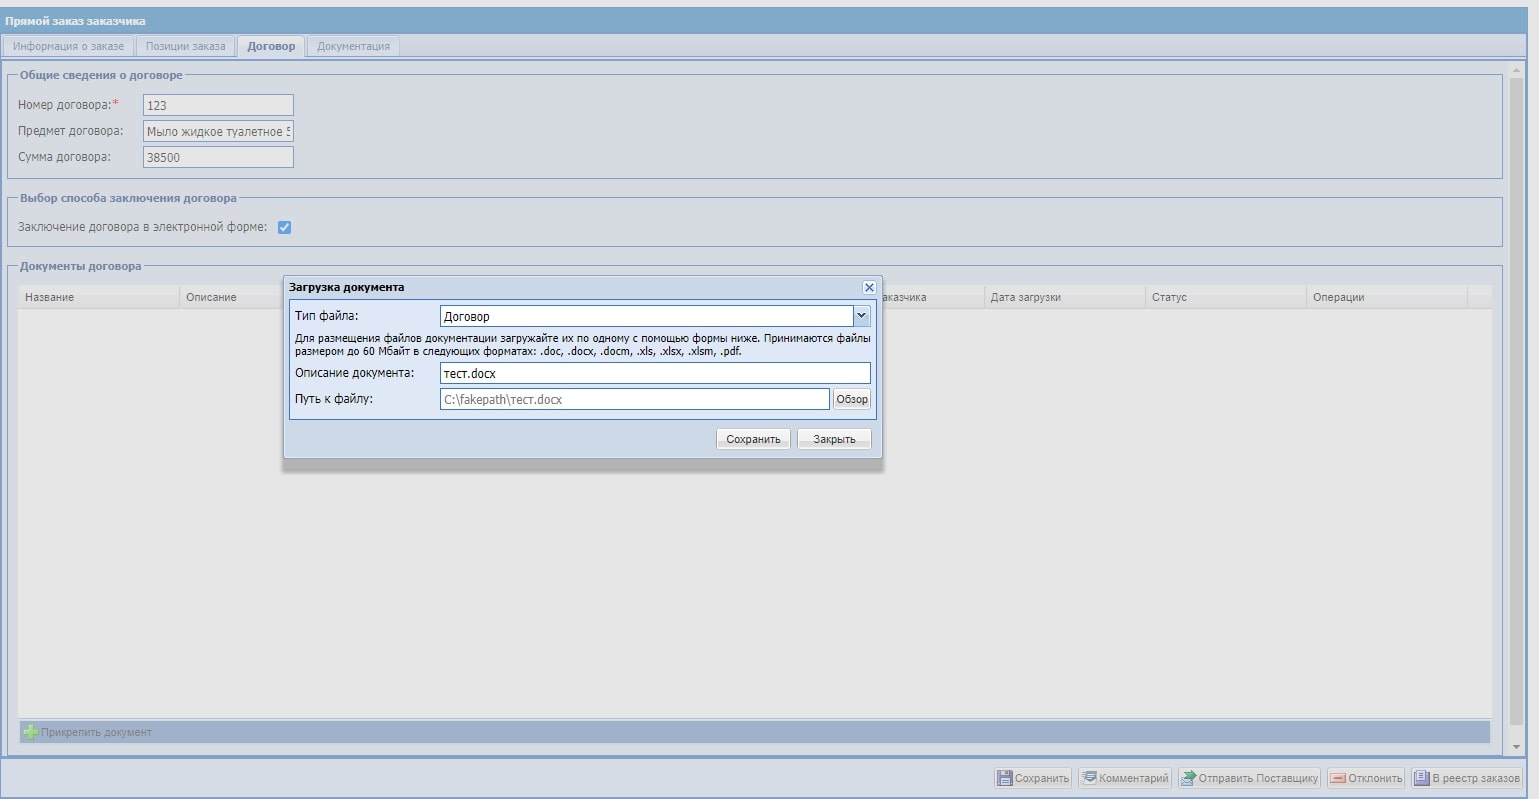 Прямой заказ заказчика
Информация о заказе Позиции заказа Договор Документация
Общие сведения о договоре
Номер договора:* 123
Предмет договора: Мыло жидкое туалетное 5
Сумма договора: 38500
Выбор способа заключения договора
Заключение договора в электронной форме:
Документы договора
Название Описание аказчика Дата загрузки Статус Операции
Загрузка документа
Тип файла: Договор
Для размещения файлов документации загружайте их по одному с помощью формы ниже. Принимаются файлы
размером до 60 Мбайт в следующих форматах: .doc, .docx, .docm, .xls, .xlsx, .xlsm, .pdf.
Описание документа: тест.docx
Путь к файлу: C:\fakepath\тест.docx Обзор
Сохранить Закрыть
Прикрепить документ
Сохранить Комментарий Отправить Поставщику Отклонить В реестр заказов